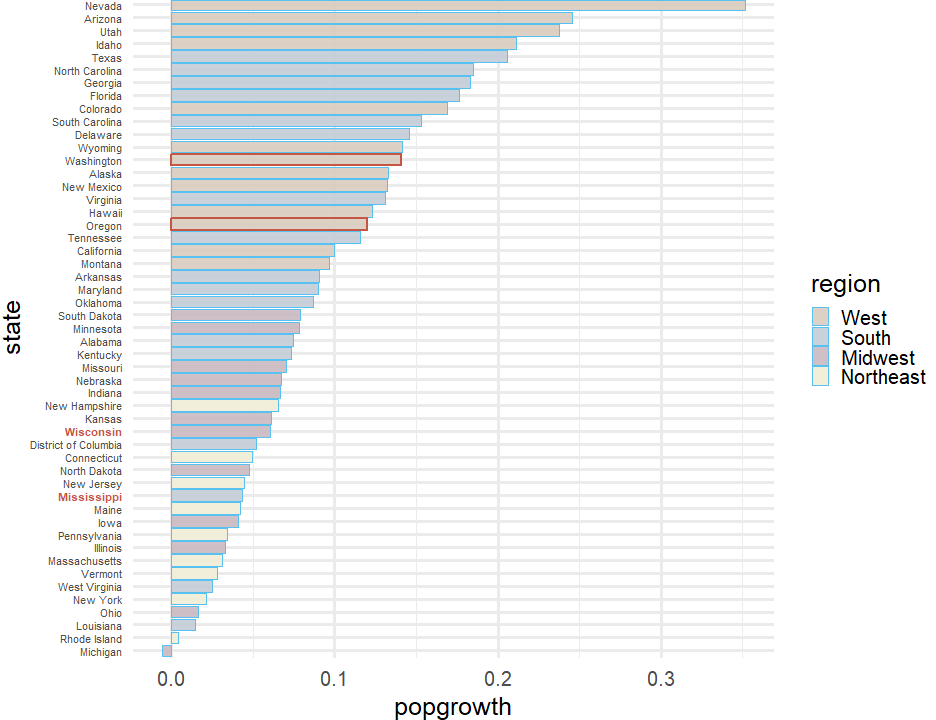 Nevada
Arizona
Utah
Idaho
Texas
North Carolina
Georgia
Florida
Colorado
South Carolina
Delaware
Wyoming
Washington
Alaska
New Mexico
Virginia
Hawaii
Oregon
Tennessee
California
Montana
Arkansas
Maryland
Oklahoma
South Dakota
Minnesota
Alabama
Kentucky
Missouri
Nebraska
Indiana
New Hampshire
Kansas
Wisconsin
District of Columbia
Connecticut
North Dakota
New Jersey
Mississippi
Maine
Iowa
Pennsylvania
Illinois
Massachusetts
Vermont
West Virginia
New York
Ohio
Louisiana
Rhode Island
Michigan
state
0.0 0.1 0.2 0.3
popgrowth
region
West
South
Midwest
Northeast